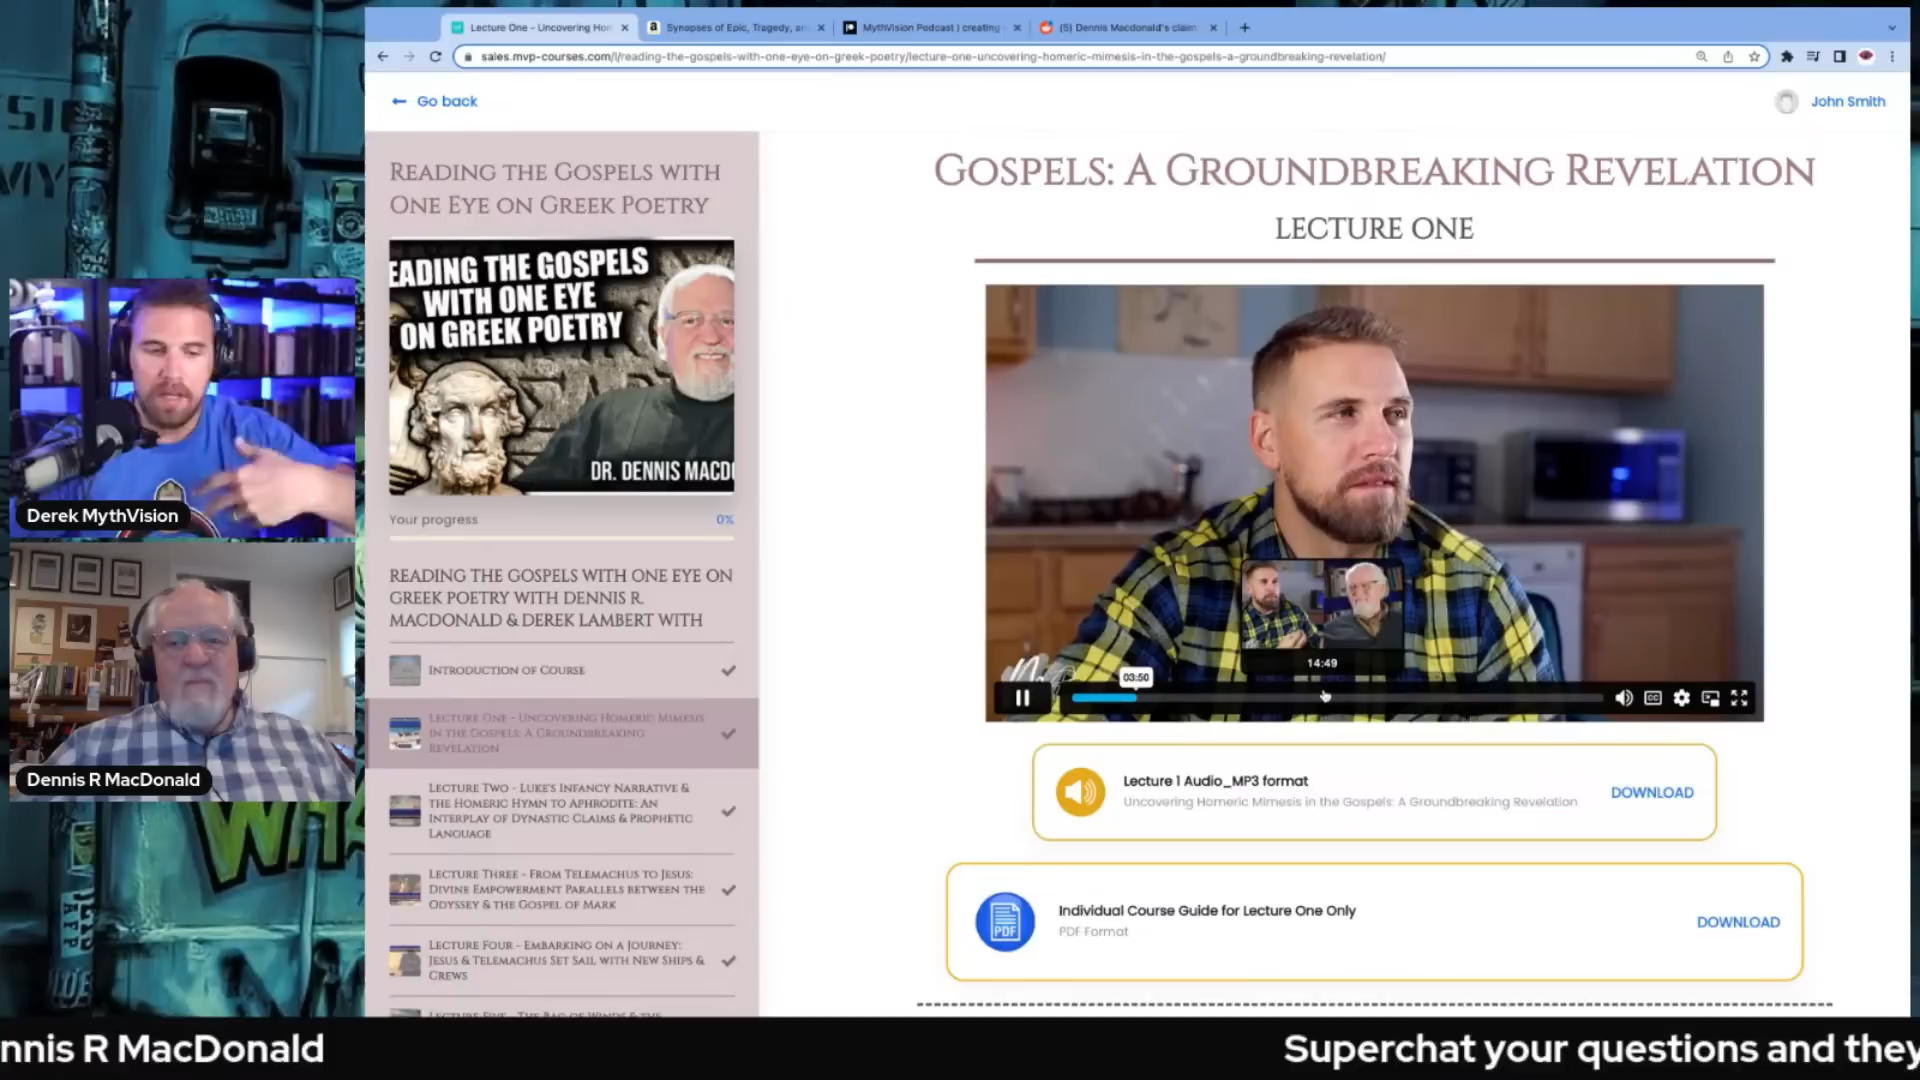 Lecture One - Uncovering Hom
Synopses of Epic, Tragedy, an
MythVision Podcast | creating
(5) Dennis Macdonald's claim
sales.mvp-courses.com/l/reading-the-gospels-with-one-eye-on-greek-poetry/lecture-one-uncovering-homeric-mimesis-in-the-gospels-a-groundbreaking-revelation/
Go back
John Smith
READING THE GOSPELS WITH
ONE EYE ON GREEK POETRY
EADING THE GOSPELS
WITH ONE EYE
ON GREEK POETRY
DR. DENNIS MACDO
Your progress
0%
READING THE GOSPELS WITH ONE EYE ON
GREEK POETRY WITH DENNIS R.
MACDONALD & DEREK LAMBERT WITH
INTRODUCTION OF COURSE
LECTURE ONE - UNCOVERING HOMERIC MIMESIS
IN THE GOSPELS: A GROUNDBREAKING
REVELATION
LECTURE TWO - LUKE'S INFANCY NARRATIVE &
THE HOMERIC HYMN TO APHRODITE: AN
INTERPLAY OF DYNASTIC CLAIMS & PROPHETIC
LANGUAGE
LECTURE THREE - FROM TELEMACHUS TO JESUS:
DIVINE EMPOWERMENT PARALLELS BETWEEN THE
ODYSSEY & THE GOSPEL OF MARK
LECTURE FOUR - EMBARKING ON A JOURNEY:
JESUS & TELEMACHUS SET SAIL WITH NEW SHIPS &
CREWS
LECTURE FIVE - THE BAG OF WINDS & THE
GOSPELS: A GROUNDBREAKING REVELATION
LECTURE ONE
14:49
03:50
CC
Lecture 1 Audio_MP3 format
Uncovering Homeric Mimesis in the Gospels: A Groundbreaking Revelation
DOWNLOAD
PDF
Individual Course Guide for Lecture One Only
PDF Format
DOWNLOAD
Derek MythVision
Dennis R MacDonald
nnis R MacDonald
Superchat your questions and they